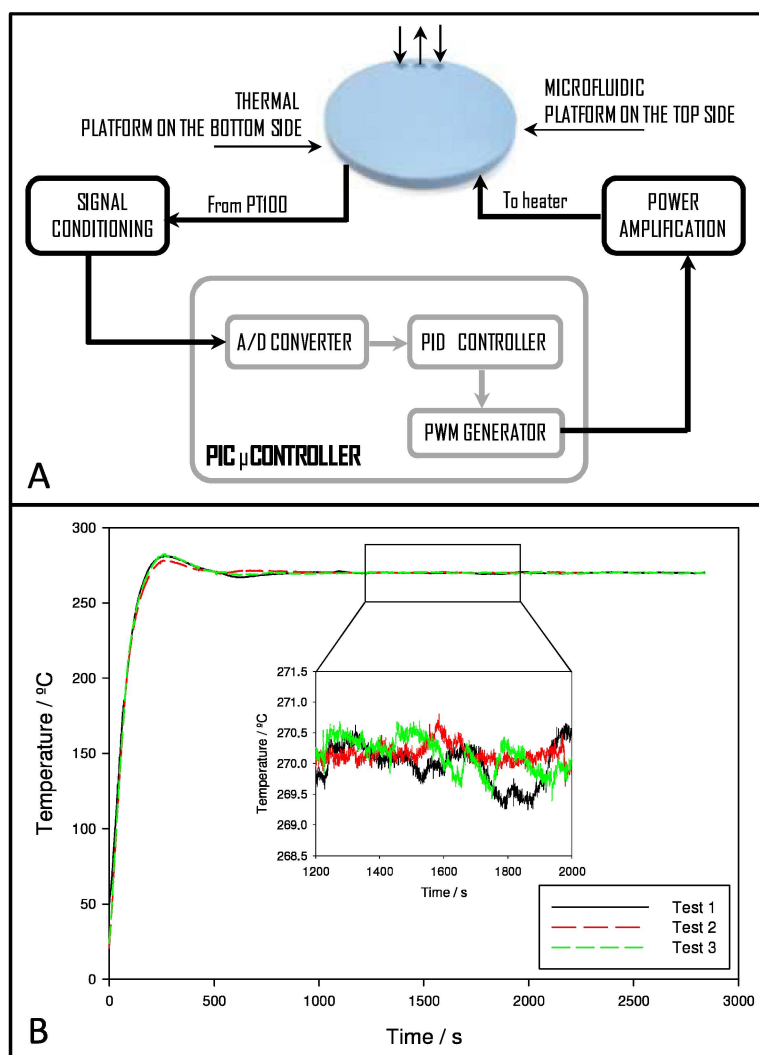 THERMAL
PLATFORM ON THE BOTTOM SIDE
MICROFLUIDIC
PLATFORM ON THE TOP SIDE
SIGNAL
CONDITIONING
From PT100
To heater
POWER
AMPLIFICATION
A/D CONVERTER
PID CONTROLLER
PWM GENERATOR
PIC μCONTROLLER
A
300
250
200
150
100
50
0
Temperature / ºC
271.5
271.0
270.5
270.0
269.5
269.0
268,5
Temperature / ºC
1200
1400
1600
1800
2000
Time / s
Test 1
Test 2
Test 3
0
500
1000
1500
2000
2500
3000
Time / s
B